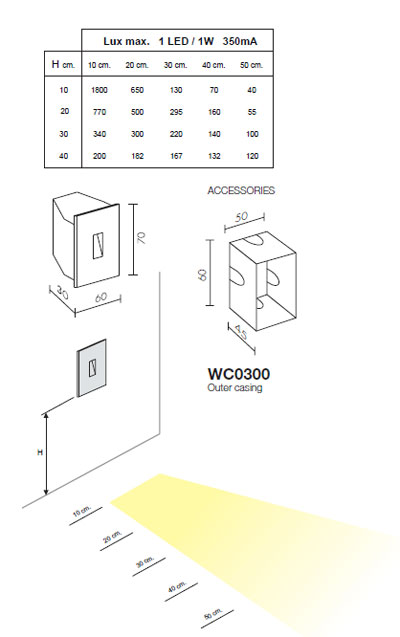 Lux max. 1 LED / 1W 350mA
H cm. 10 cm. 20 cm. 30 cm. 40 cm. 50 cm.
10 1800 650 130 70 40
20 770 500 295 160 55
30 340 300 220 140 100
40 200 182 167 132 120
ACCESSORIES
50
70
60
30
60
45
WC0300
Outer casing
H
10 cm.
20 cm.
30 cm.
40 cm.
50 cm.